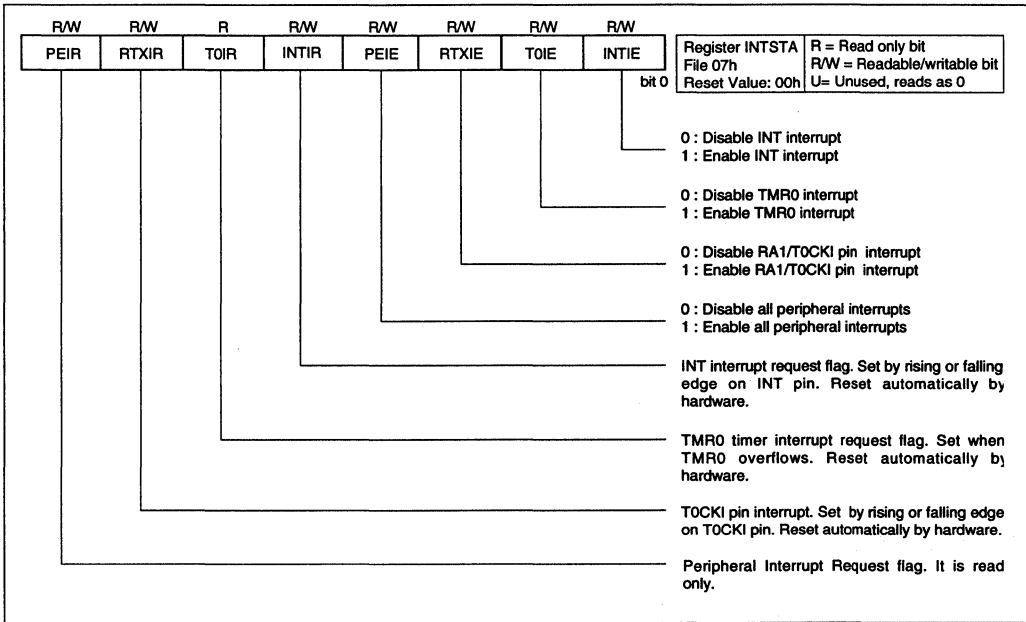 R/W R/W R R/W R/W R/W R/W R/W
PEIR RTXIR T0IR INTIR PEIE RTXIE T0IE INTIE
bit 0
Register INTSTA
File 07h
Reset Value: 00h
R = Read only bit
R/W = Readable/writable bit
U= Unused, reads as 0
0 : Disable INT interrupt
1 : Enable INT interrupt
0 : Disable TMR0 interrupt
1 : Enable TMR0 interrupt
0 : Disable RA1/T0CKI pin interrupt
1 : Enable RA1/T0CKI pin interrupt
0 : Disable all peripheral interrupts
1 : Enable all peripheral interrupts
INT interrupt request flag. Set by rising or falling
edge on INT pin. Reset automatically by
hardware.
TMR0 timer interrupt request flag. Set when
TMR0 overflows. Reset automatically by
hardware.
T0CKI pin interrupt. Set by rising or falling edge
on T0CKI pin. Reset automatically by hardware.
Peripheral Interrupt Request flag. It is read
only.